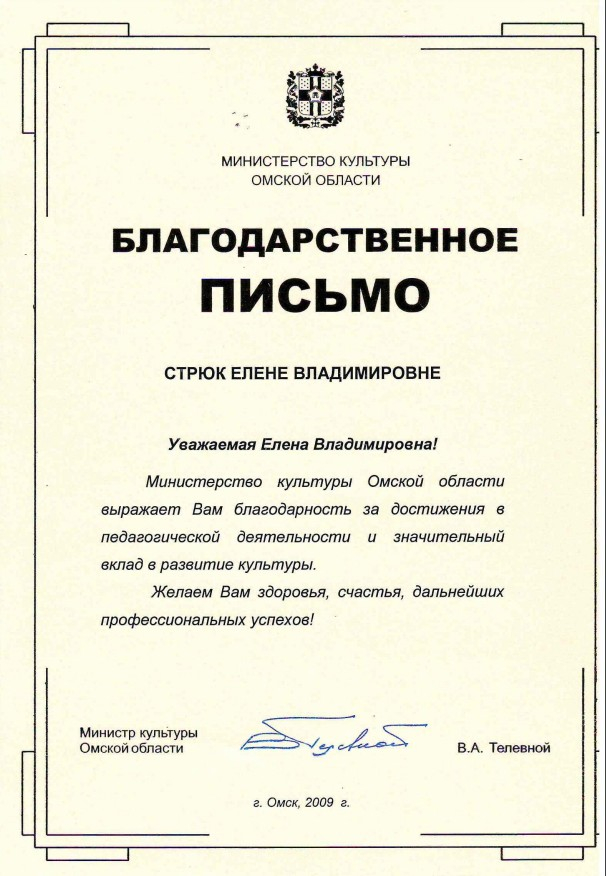 МИНИСТЕРСТВО КУЛЬТУРЫ
ОМСКОЙ ОБЛАСТИ
БЛАГОДАРСТВЕННОЕ
ПИСЬМО
СТРЮК ЕЛЕНЕ ВЛАДИМИРОВНЕ
Уважаемая Елена Владимировна!
Министерство культуры Омской области
выражает Вам благодарность за достижения в
педагогической деятельности и значительный
вклад в развитие культуры.
Желаем Вам здоровья, счастья, дальнейших
профессиональных успехов!
Министр культуры
Омской области
В.А. Телевной
г. Омск, 2009 г.